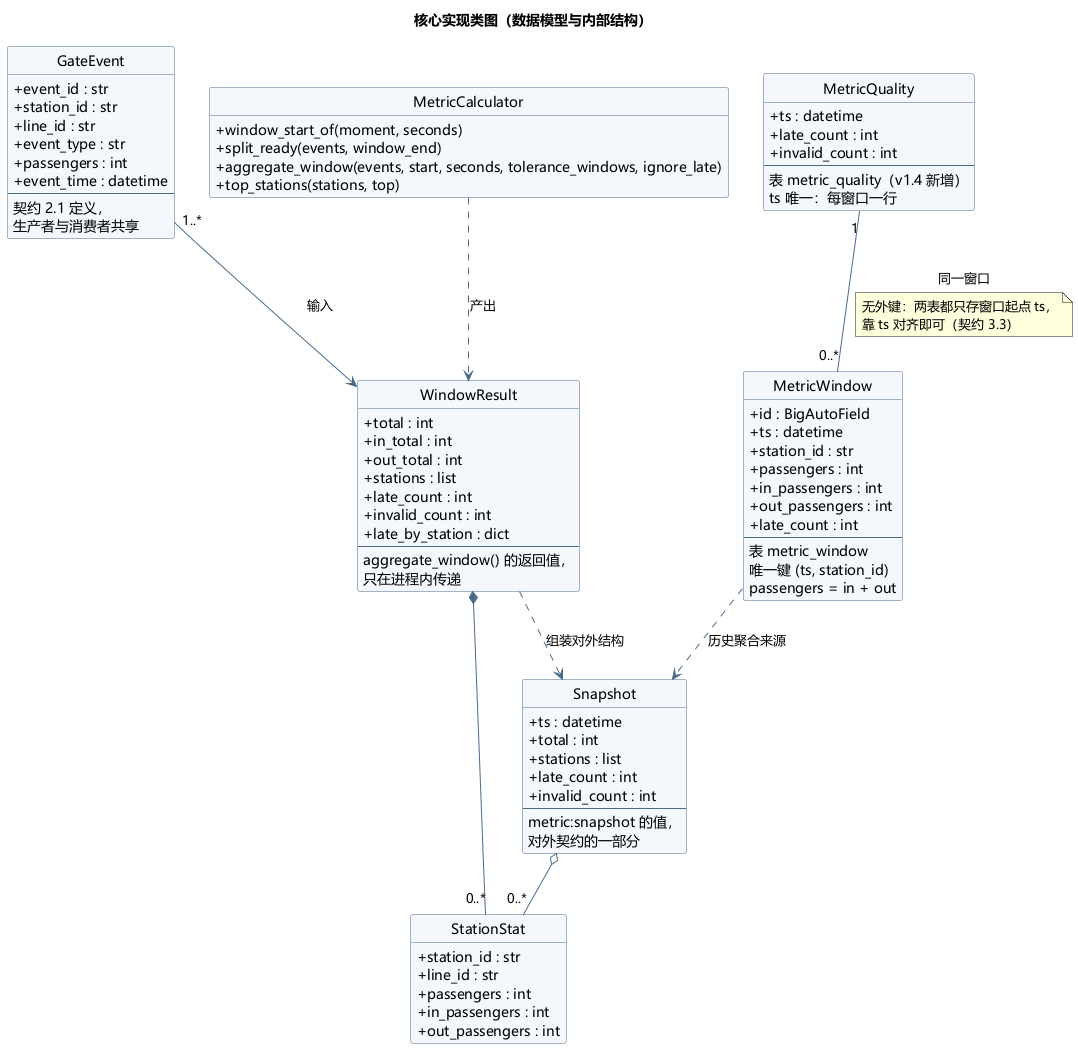 核心实现类图（数据模型与内部结构）
GateEvent
+event_id : str
+station_id : str
+line_id : str
+event_type : str
+passengers : int
+event_time : datetime
契约 2.1 定义，
生产者与消费者共享
MetricCalculator
+window_start_of(moment, seconds)
+split_ready(events, window_end)
+aggregate_window(events, start, seconds, tolerance_windows, ignore_late)
+top_stations(stations, top)
MetricQuality
+ts : datetime
+late_count : int
+invalid_count : int
表 metric_quality（v1.4 新增）
ts 唯一：每窗口一行
1..*
1
输入
产出
同一窗口
无外键：两表都只存窗口起点 ts，
靠 ts 对齐即可（契约 3.3）
0..*
WindowResult
+total : int
+in_total : int
+out_total : int
+stations : list
+late_count : int
+invalid_count : int
+late_by_station : dict
aggregate_window() 的返回值，
只在进程内传递
MetricWindow
+id : BigAutoField
+ts : datetime
+station_id : str
+passengers : int
+in_passengers : int
+out_passengers : int
+late_count : int
表 metric_window
唯一键 (ts, station_id)
passengers = in + out
组装对外结构
历史聚合来源
Snapshot
+ts : datetime
+total : int
+stations : list
+late_count : int
+invalid_count : int
metric:snapshot 的值，
对外契约的一部分
0..*
0..*
StationStat
+station_id : str
+line_id : str
+passengers : int
+in_passengers : int
+out_passengers : int